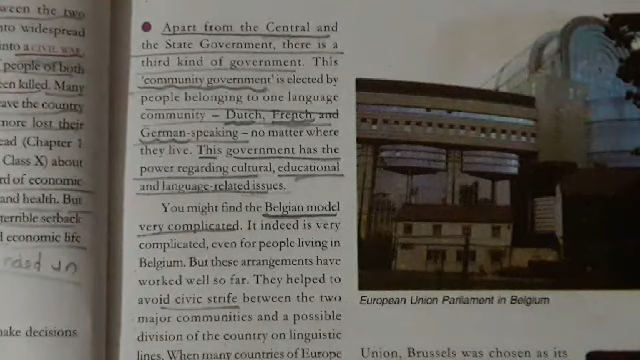 ween the two
nto widespread
into a CIVIL WAR.
people of both
een killed. Many
ave the country
more lost their
ead (Chapter 1
Class X) about
rd of economic
and health. But
terrible setback
l economic life
ake decisions
● Apart from the Central and
the State Government, there is a
third kind of government. This
‘community government’ is elected by
people belonging to one language
community – Dutch, French and
German-speaking – no matter where
they live. This government has the
power regarding cultural, educational
and language-related issues.
You might find the Belgian model
very complicated. It indeed is very
complicated, even for people living in
Belgium. But these arrangements have
worked well so far. They helped to
avoid civic strife between the two
major communities and a possible
division of the country on linguistic
lines. When many countries of Europe
European Union Parliament in Belgium
Union, Brussels was chosen as its